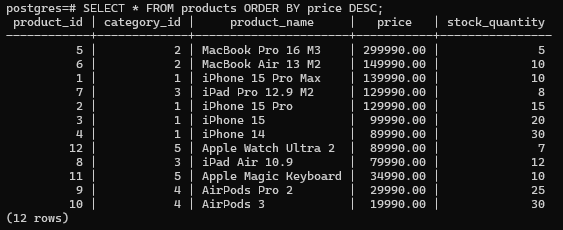 postgres=# SELECT * FROM products ORDER BY price DESC;
 product_id | category_id |     product_name     |   price   | stock_quantity
------------+-------------+----------------------+-----------+----------------
          5 |           2 | MacBook Pro 16 M3    | 299990.00 |              5
          6 |           2 | MacBook Air 13 M2    | 149990.00 |             10
          1 |           1 | iPhone 15 Pro Max    | 139990.00 |             10
          7 |           3 | iPad Pro 12.9 M2     | 129990.00 |              8
          2 |           1 | iPhone 15 Pro        | 129990.00 |             15
          3 |           1 | iPhone 15            |  99990.00 |             20
          4 |           1 | iPhone 14            |  89990.00 |             30
         12 |           5 | Apple Watch Ultra 2  |  89990.00 |              7
          8 |           3 | iPad Air 10.9        |  79990.00 |             12
         11 |           5 | Apple Magic Keyboard |  34990.00 |             10
          9 |           4 | AirPods Pro 2        |  29990.00 |             25
         10 |           4 | AirPods 3            |  19990.00 |             30
(12 rows)